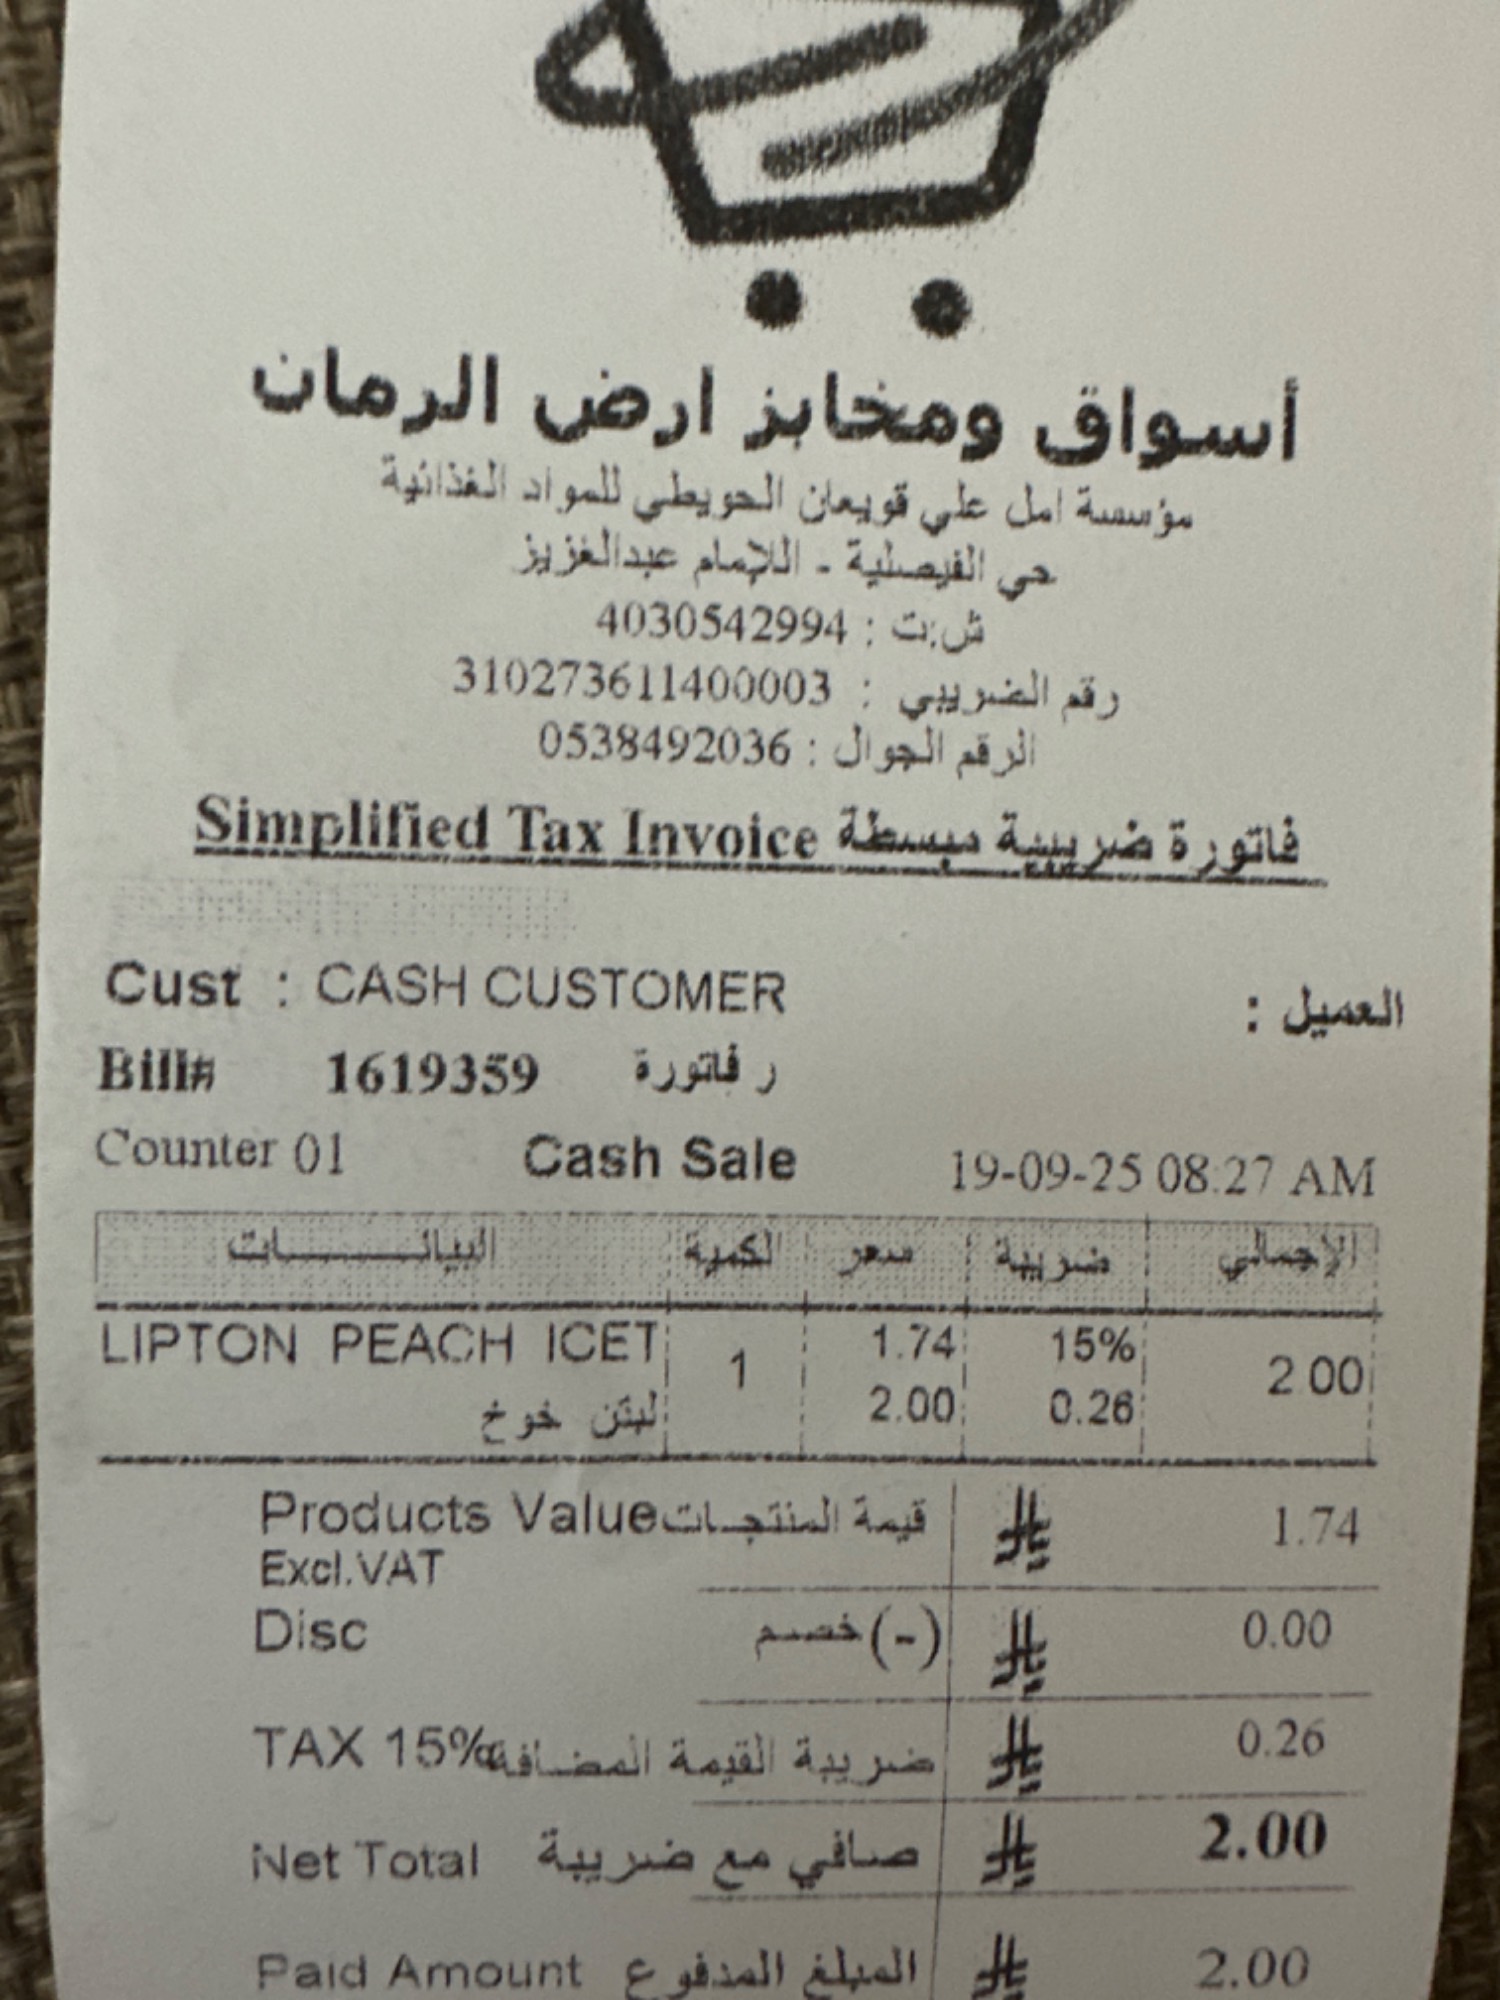 أسواق ومخابز ارض الرمان
مؤسسة امل علي قويعان الحويطي للمواد الغذائية
حي الفيصلية - اللإمام عبدالغزيز
ش:ت : 4030542994
رقم الضريبي : 310273611400003
الرقم الجوال : 0538492036
Simplified Tax Invoice فاتورة ضريبية مبسطة
Cust : CASH CUSTOMER العميل :
Bill# 1619359 ر فاتورة
Counter 01 Cash Sale 19-09-25 08:27 AM
البيانــــــــات الكمية سعر ضريبة الإجمالي
LIPTON PEACH ICET 1 1.74 15% 2.00
لبتن خوخ 2.00 0.26
Products Value قيمة المنتجـات 1.74
Excl.VAT
Disc خصم (-) 0.00
TAX 15% ضريبة القيمة المضافة 0.26
Net Total صافي مع ضريبة 2.00
Paid Amount المبلغ المدفوع 2.00